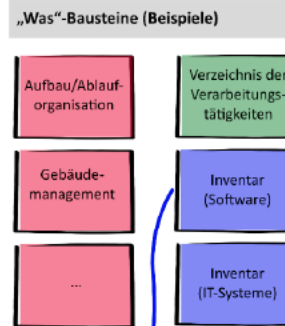 „Was“-Bausteine (Beispiele)
Aufbau/Ablauf-
organisation
Verzeichnis der
Verarbeitungs-
tätigkeiten
Gebäude-
management
Inventar
(Software)
...
Inventar
(IT-Systeme)